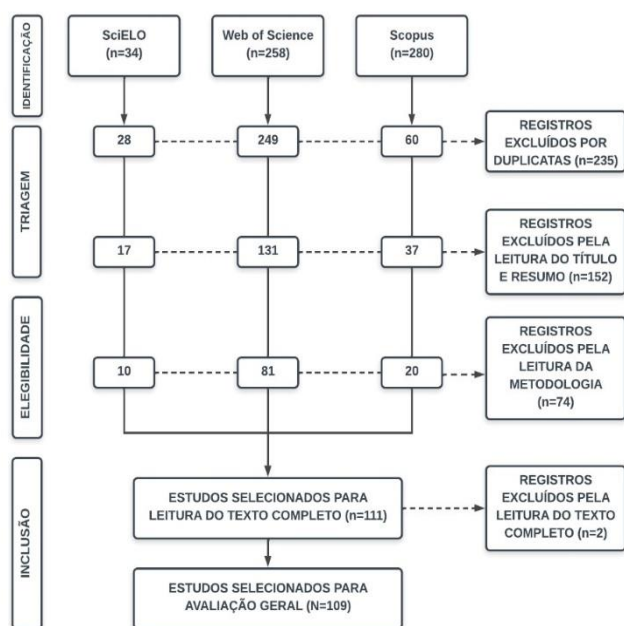 IDENTIFICAÇÃO
SciELO
(n=34)
Web of Science
(n=258)
Scopus
(n=280)
TRIAGEM
28
249
60
REGISTROS
EXCLUÍDOS POR
DUPLICATAS (n=235)
17
131
37
REGISTROS
EXCLUÍDOS PELA
LEITURA DO TÍTULO
E RESUMO (n=152)
ELEGIBILIDADE
10
81
20
REGISTROS
EXCLUÍDOS PELA
LEITURA DA
METODOLOGIA
(n=74)
INCLUSÃO
ESTUDOS SELECIONADOS PARA
LEITURA DO TEXTO COMPLETO (n=111)
REGISTROS
EXCLUÍDOS PELA
LEITURA DO TEXTO
COMPLETO (n=2)
ESTUDOS SELECIONADOS PARA
AVALIAÇÃO GERAL (N=109)